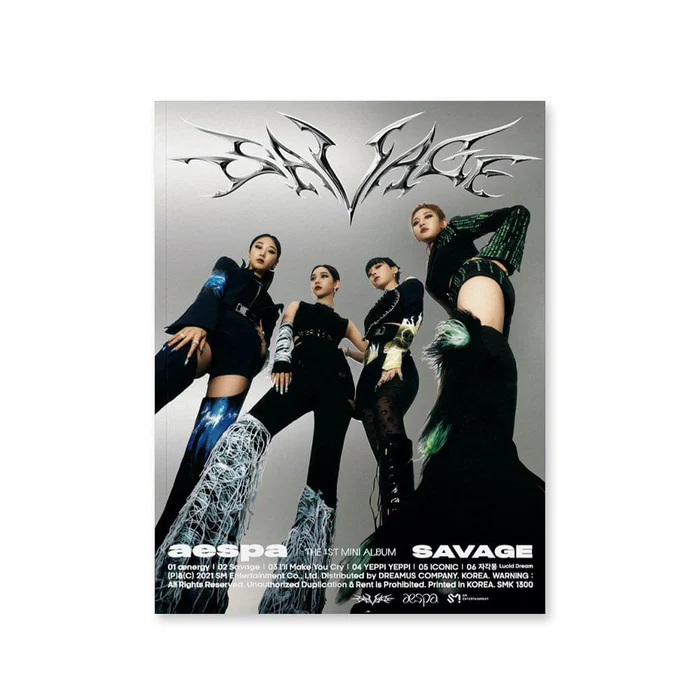 SAVAGE
aespa THE 1ST MINI ALBUM SAVAGE
01 ænergy | 02 Savage | 03 I'll Make You Cry | 04 YEPPI YEPPI | 05 ICONIC | 06 자각몽 Lucid Dream
(P)&(C) 2021 SM Entertainment Co., Ltd. Distributed by DREAMUS COMPANY. KOREA. WARNING :
All Rights Reserved. Unauthorized Duplication & Rent is Prohibited. Printed in KOREA. SMK 1300
SAVAGE aespa SM SM ENTERTAINMENT